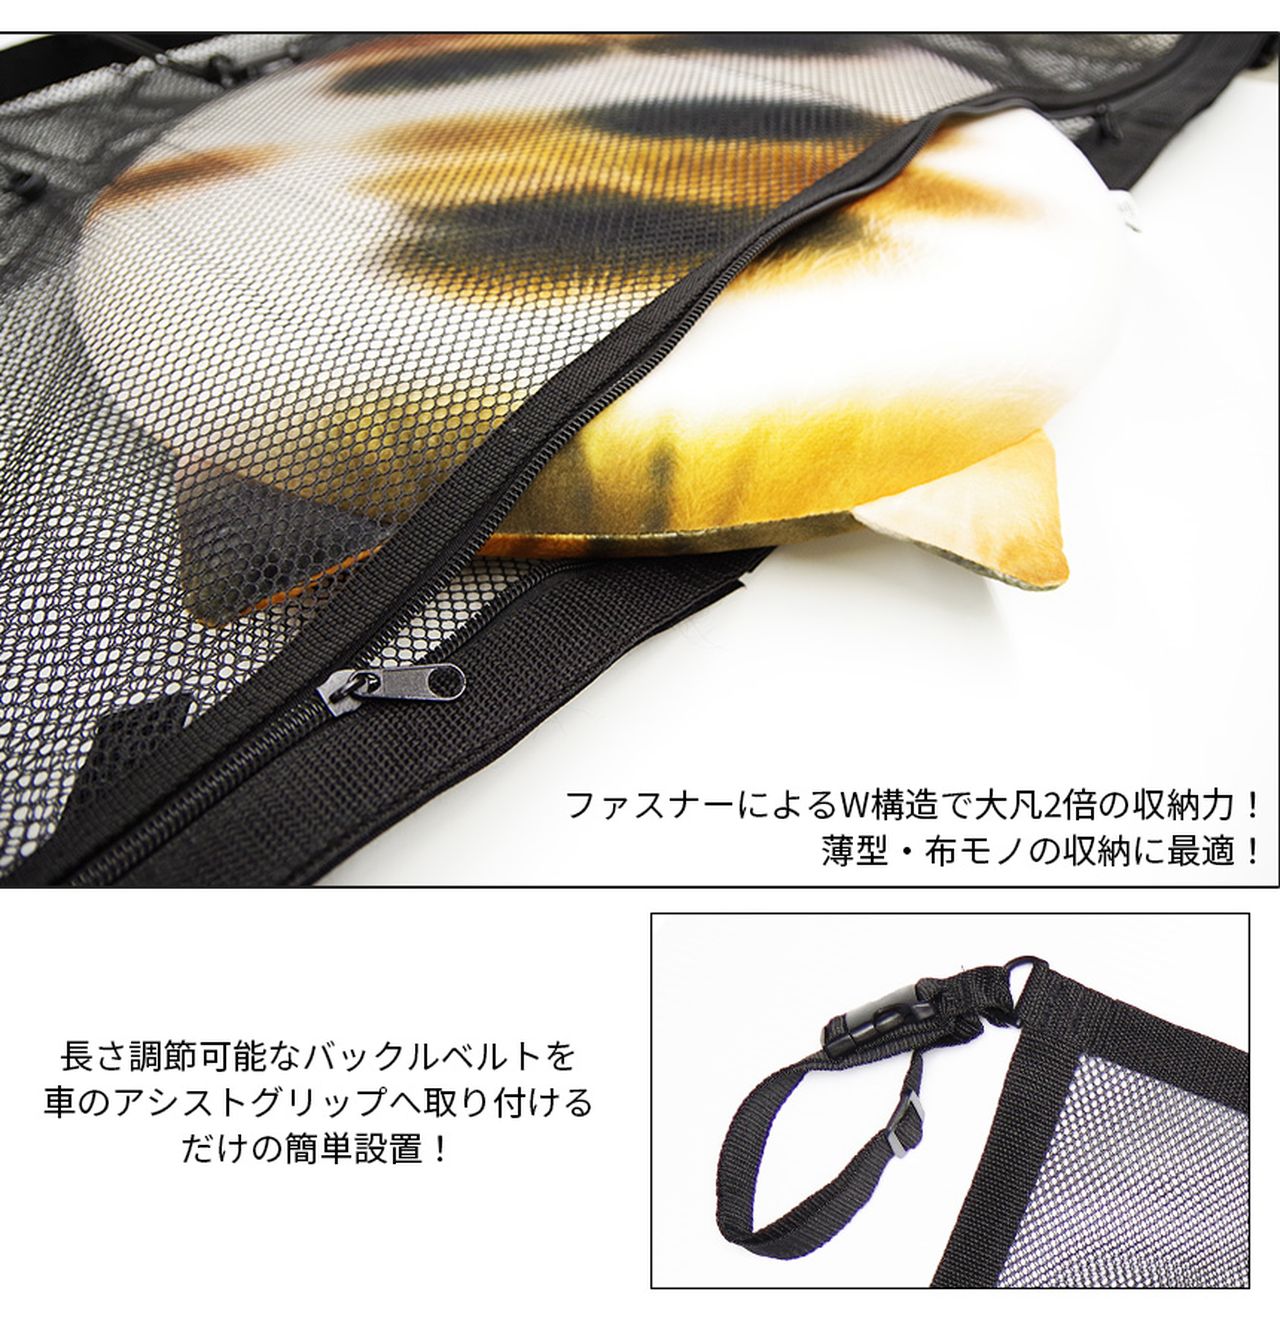 ファスナーによるW構造で大凡2倍の収納力！
薄型・布モノの収納に最適！
長さ調節可能なバックルベルトを
車のアシストグリップへ取り付ける
だけの簡単設置！